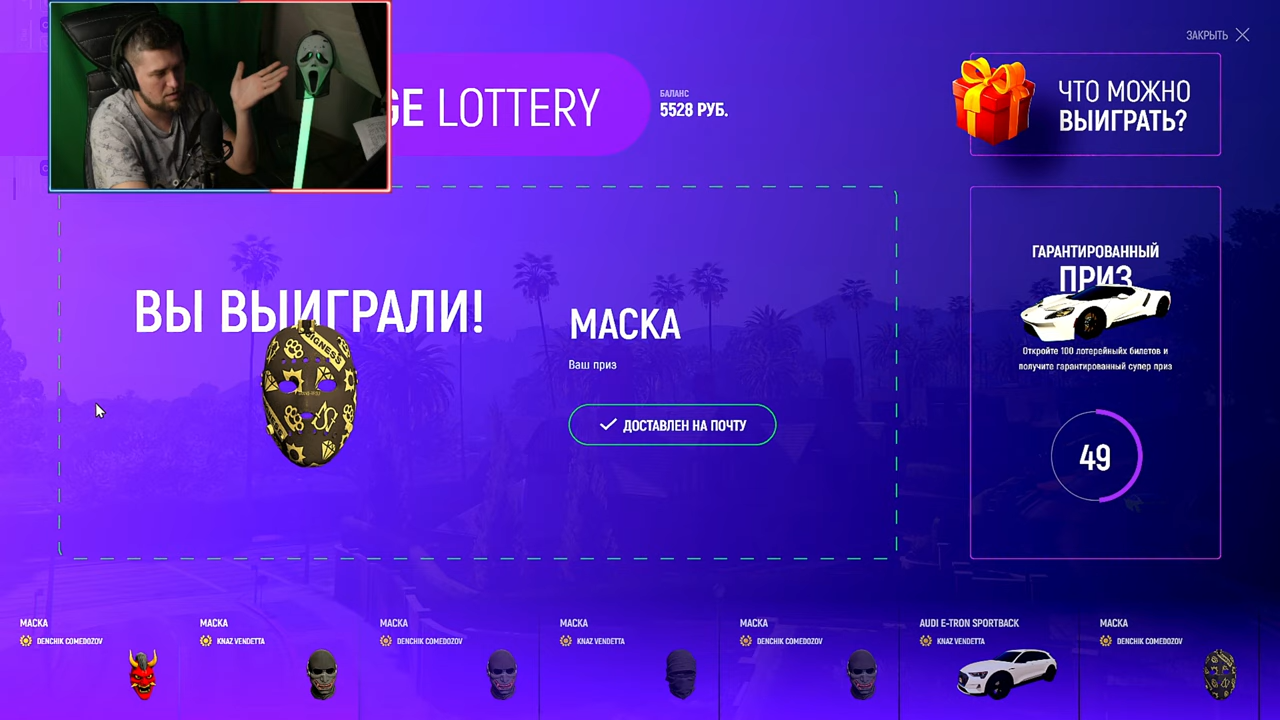 ЗАКРЫТЬ
GE LOTTERY
БАЛАНС
5528 РУБ.
ЧТО МОЖНО
ВЫИГРАТЬ?
ВЫ ВЫИГРАЛИ!
МАСКА
Ваш приз
ДОСТАВЛЕН НА ПОЧТУ
ГАРАНТИРОВАННЫЙ
ПРИЗ
Откройте 100 лотерейныйх билетов и
получите гарантированный супер приз
49
МАСКА
DENCHIK COMEDOZOV
МАСКА
KNAZ VENDETTA
МАСКА
DENCHIK COMEDOZOV
МАСКА
KNAZ VENDETTA
МАСКА
DENCHIK COMEDOZOV
AUDI E-TRON SPORTBACK
KNAZ VENDETTA
МАСКА
DENCHIK COMEDOZOV